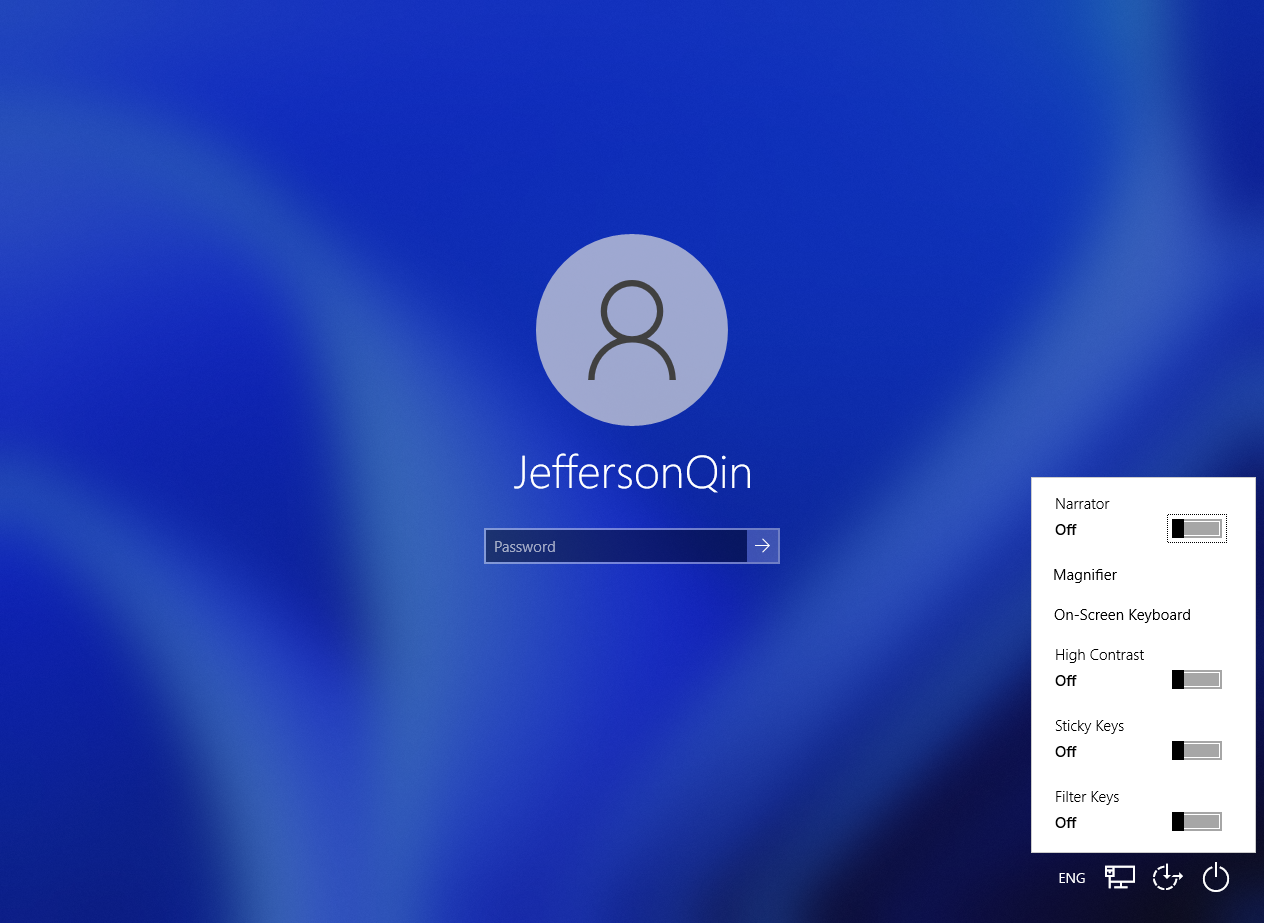 JeffersonQin
Password
Narrator
Off
Magnifier
On-Screen Keyboard
High Contrast
Off
Sticky Keys
Off
Filter Keys
Off
ENG